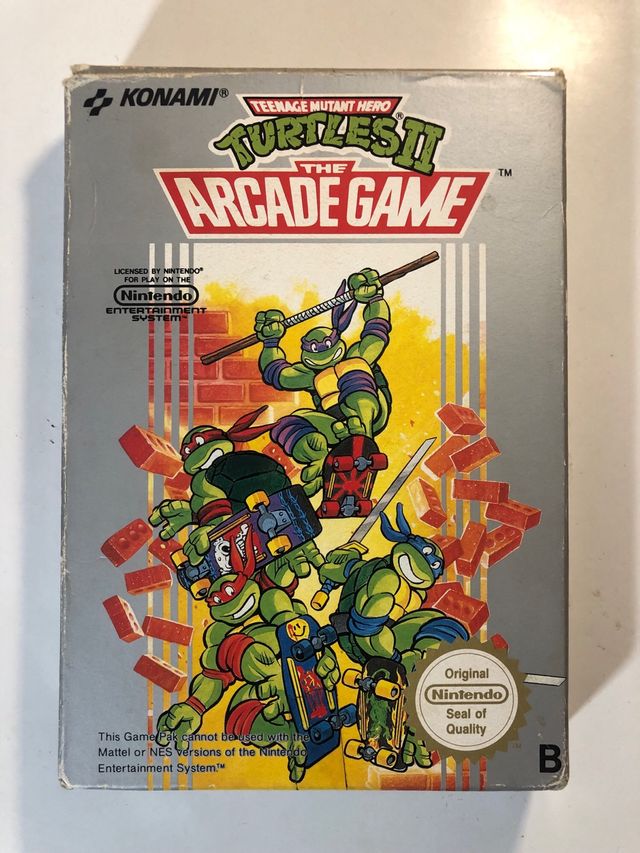 KONAMI®
TEENAGE MUTANT HERO
TURTLES II®
THE
ARCADE GAME™
LICENSED BY NINTENDO®
FOR PLAY ON THE
Nintendo
ENTERTAINMENT
SYSTEM™
Original
Nintendo
Seal of
Quality
TM
This Game Pak cannot be used with the
Mattel or NES versions of the Nintendo
Entertainment System.™
B